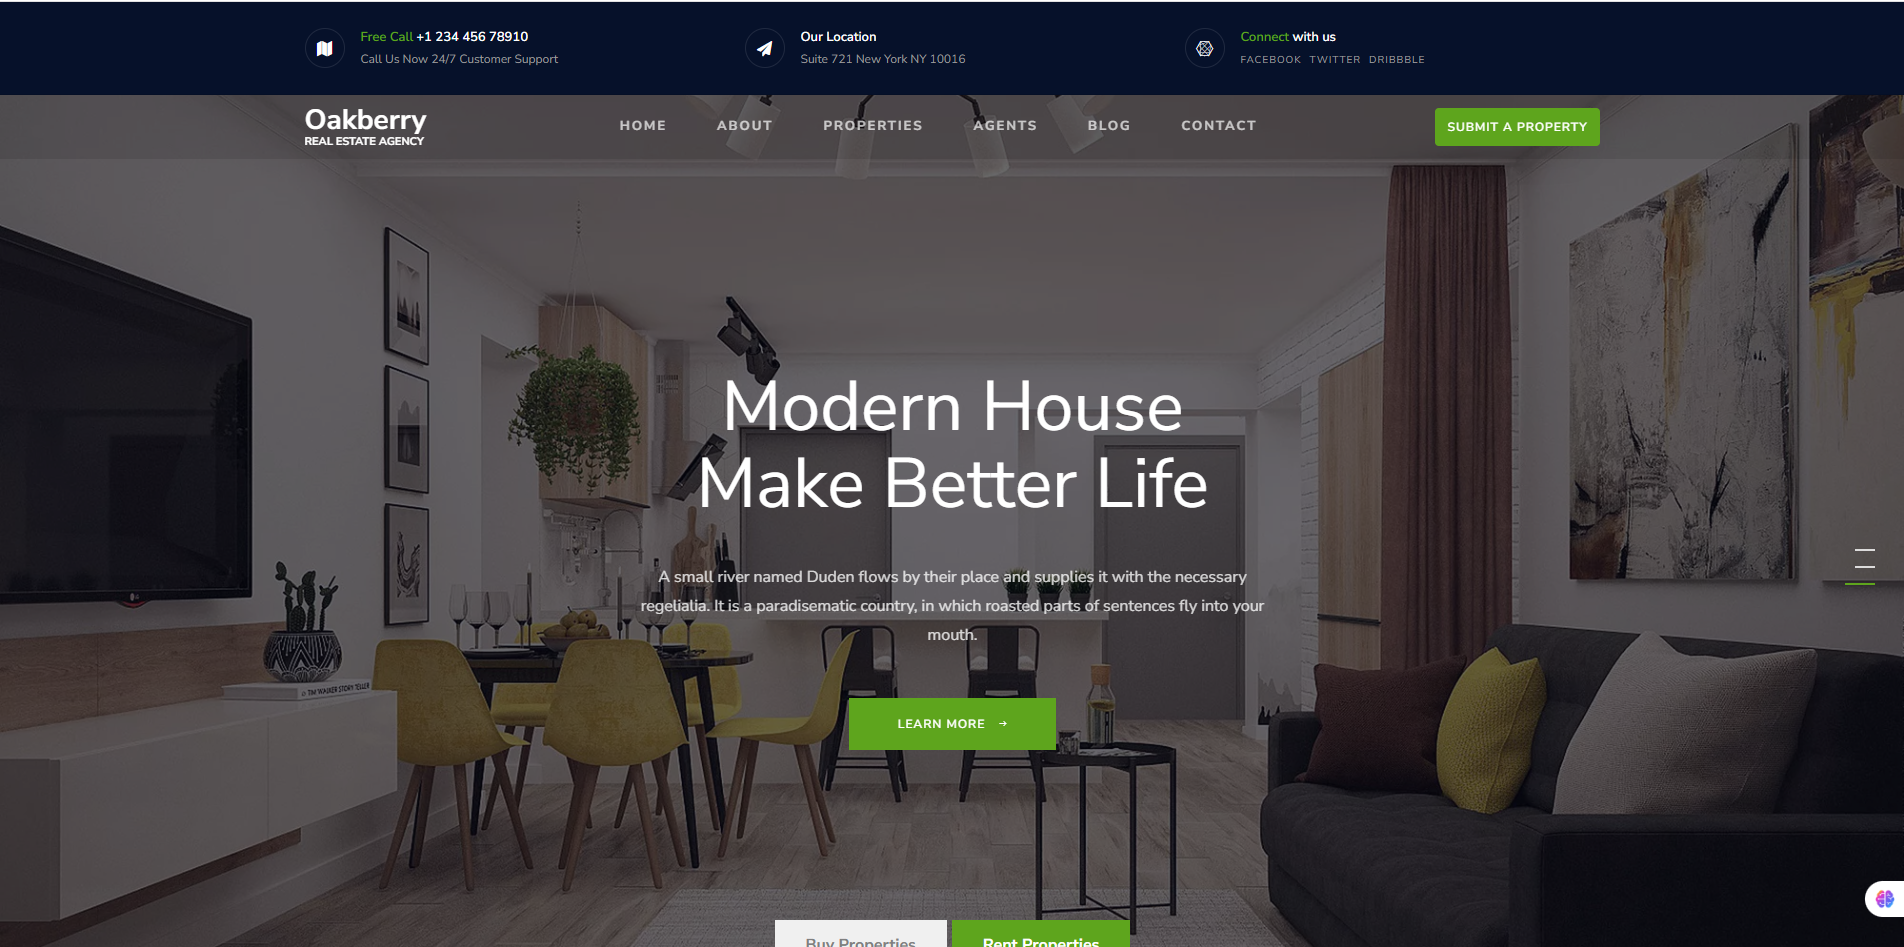 Free Call +1 234 456 78910
Call Us Now 24/7 Customer Support
Our Location
Suite 721 New York NY 10016
Connect with us
FACEBOOK TWITTER DRIBBBLE
Oakberry
REAL ESTATE AGENCY
HOME ABOUT PROPERTIES AGENTS BLOG CONTACT
SUBMIT A PROPERTY
Modern House
Make Better Life
A small river named Duden flows by their place and supplies it with the necessary
regelialia. It is a paradisematic country, in which roasted parts of sentences fly into your
mouth.
TIM WALKER STORY TELLER
LEARN MORE →
Buy Properties Rent Properties